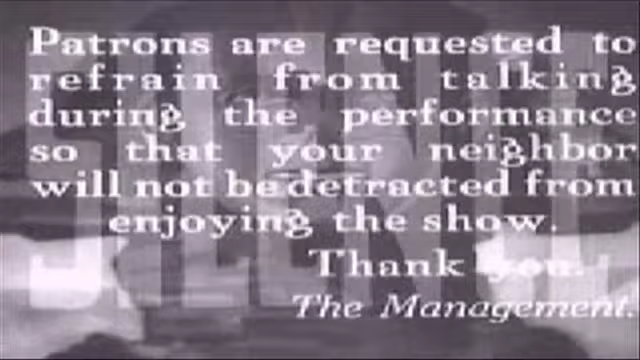 SILENCE
Patrons are requested to
refrain from talking
during the performance
so that your neighbor
will not be detracted from
enjoying the show.
Thank you.
The Management.